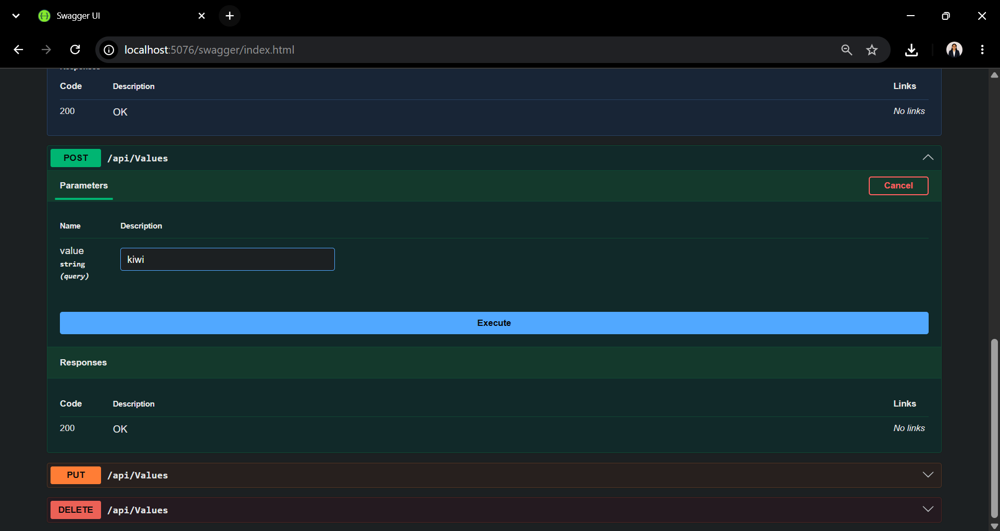 Swagger UI
localhost:5076/swagger/index.html
Responses
Code Description Links
200 OK No links
POST /api/Values
Parameters Cancel
Name Description
value
string
(query)
kiwi
Execute
Responses
Code Description Links
200 OK No links
PUT /api/Values
DELETE /api/Values